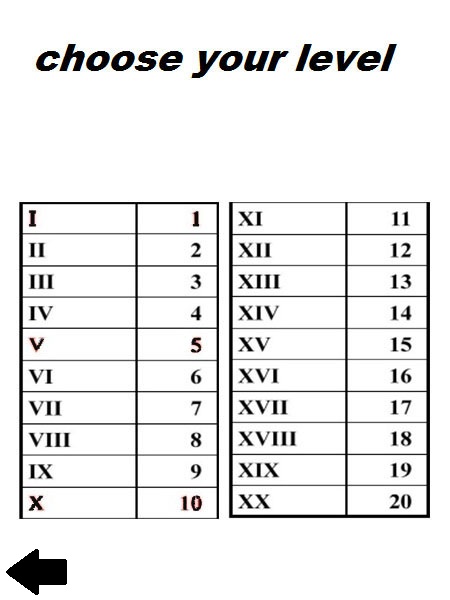 choose your level
I 1
II 2
III 3
IV 4
V 5
VI 6
VII 7
VIII 8
IX 9
X 10
XI 11
XII 12
XIII 13
XIV 14
XV 15
XVI 16
XVII 17
XVIII 18
XIX 19
XX 20